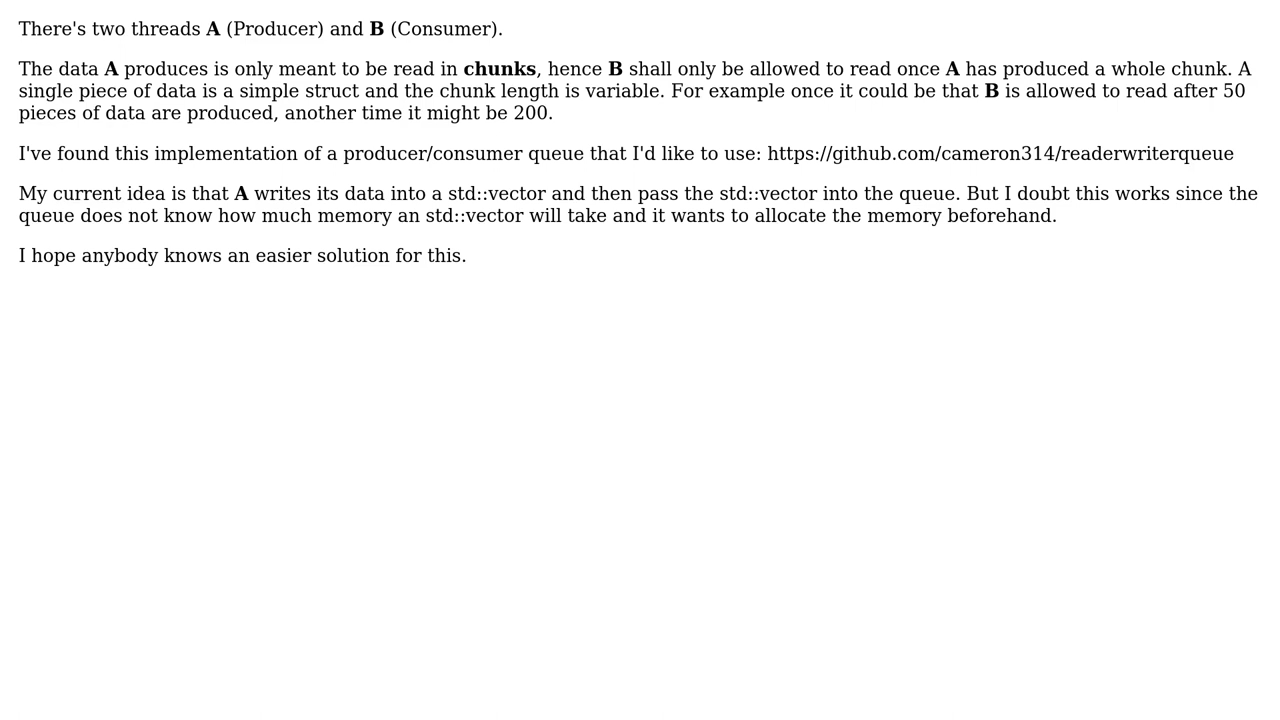 There's two threads A (Producer) and B (Consumer).
The data A produces is only meant to be read in chunks, hence B shall only be allowed to read once A has produced a whole chunk. A
single piece of data is a simple struct and the chunk length is variable. For example once it could be that B is allowed to read after 50
pieces of data are produced, another time it might be 200.
I've found this implementation of a producer/consumer queue that I'd like to use: https://github.com/cameron314/readerwriterqueue
My current idea is that A writes its data into a std::vector and then pass the std::vector into the queue. But I doubt this works since the
queue does not know how much memory an std::vector will take and it wants to allocate the memory beforehand.
I hope anybody knows an easier solution for this.